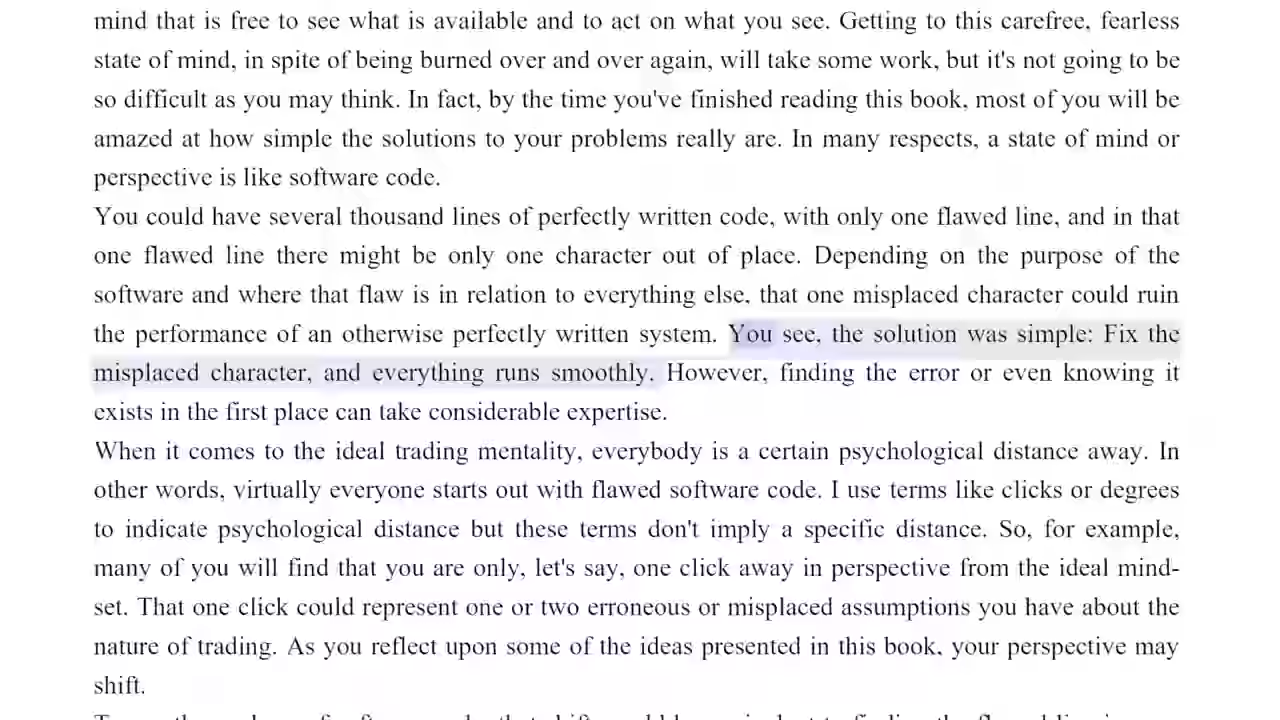 mind that is free to see what is available and to act on what you see. Getting to this carefree, fearless
state of mind, in spite of being burned over and over again, will take some work, but it's not going to be
so difficult as you may think. In fact, by the time you've finished reading this book, most of you will be
amazed at how simple the solutions to your problems really are. In many respects, a state of mind or
perspective is like software code.
You could have several thousand lines of perfectly written code, with only one flawed line, and in that
one flawed line there might be only one character out of place. Depending on the purpose of the
software and where that flaw is in relation to everything else, that one misplaced character could ruin
the performance of an otherwise perfectly written system. You see, the solution was simple: Fix the
misplaced character, and everything runs smoothly. However, finding the error or even knowing it
exists in the first place can take considerable expertise.
When it comes to the ideal trading mentality, everybody is a certain psychological distance away. In
other words, virtually everyone starts out with flawed software code. I use terms like clicks or degrees
to indicate psychological distance but these terms don't imply a specific distance. So, for example,
many of you will find that you are only, let's say, one click away in perspective from the ideal mind-
set. That one click could represent one or two erroneous or misplaced assumptions you have about the
nature of trading. As you reflect upon some of the ideas presented in this book, your perspective may
shift.